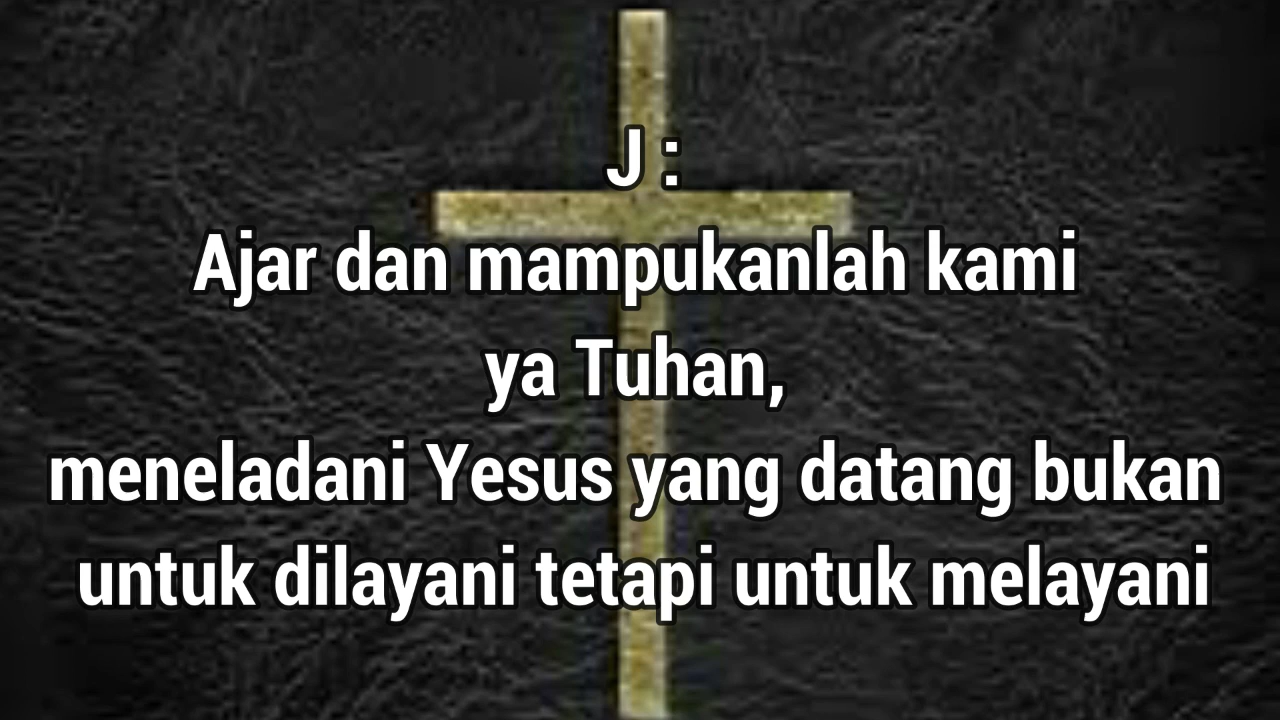 J :
Ajar dan mampukanlah kami
ya Tuhan,
meneladani Yesus yang datang bukan
untuk dilayani tetapi untuk melayani